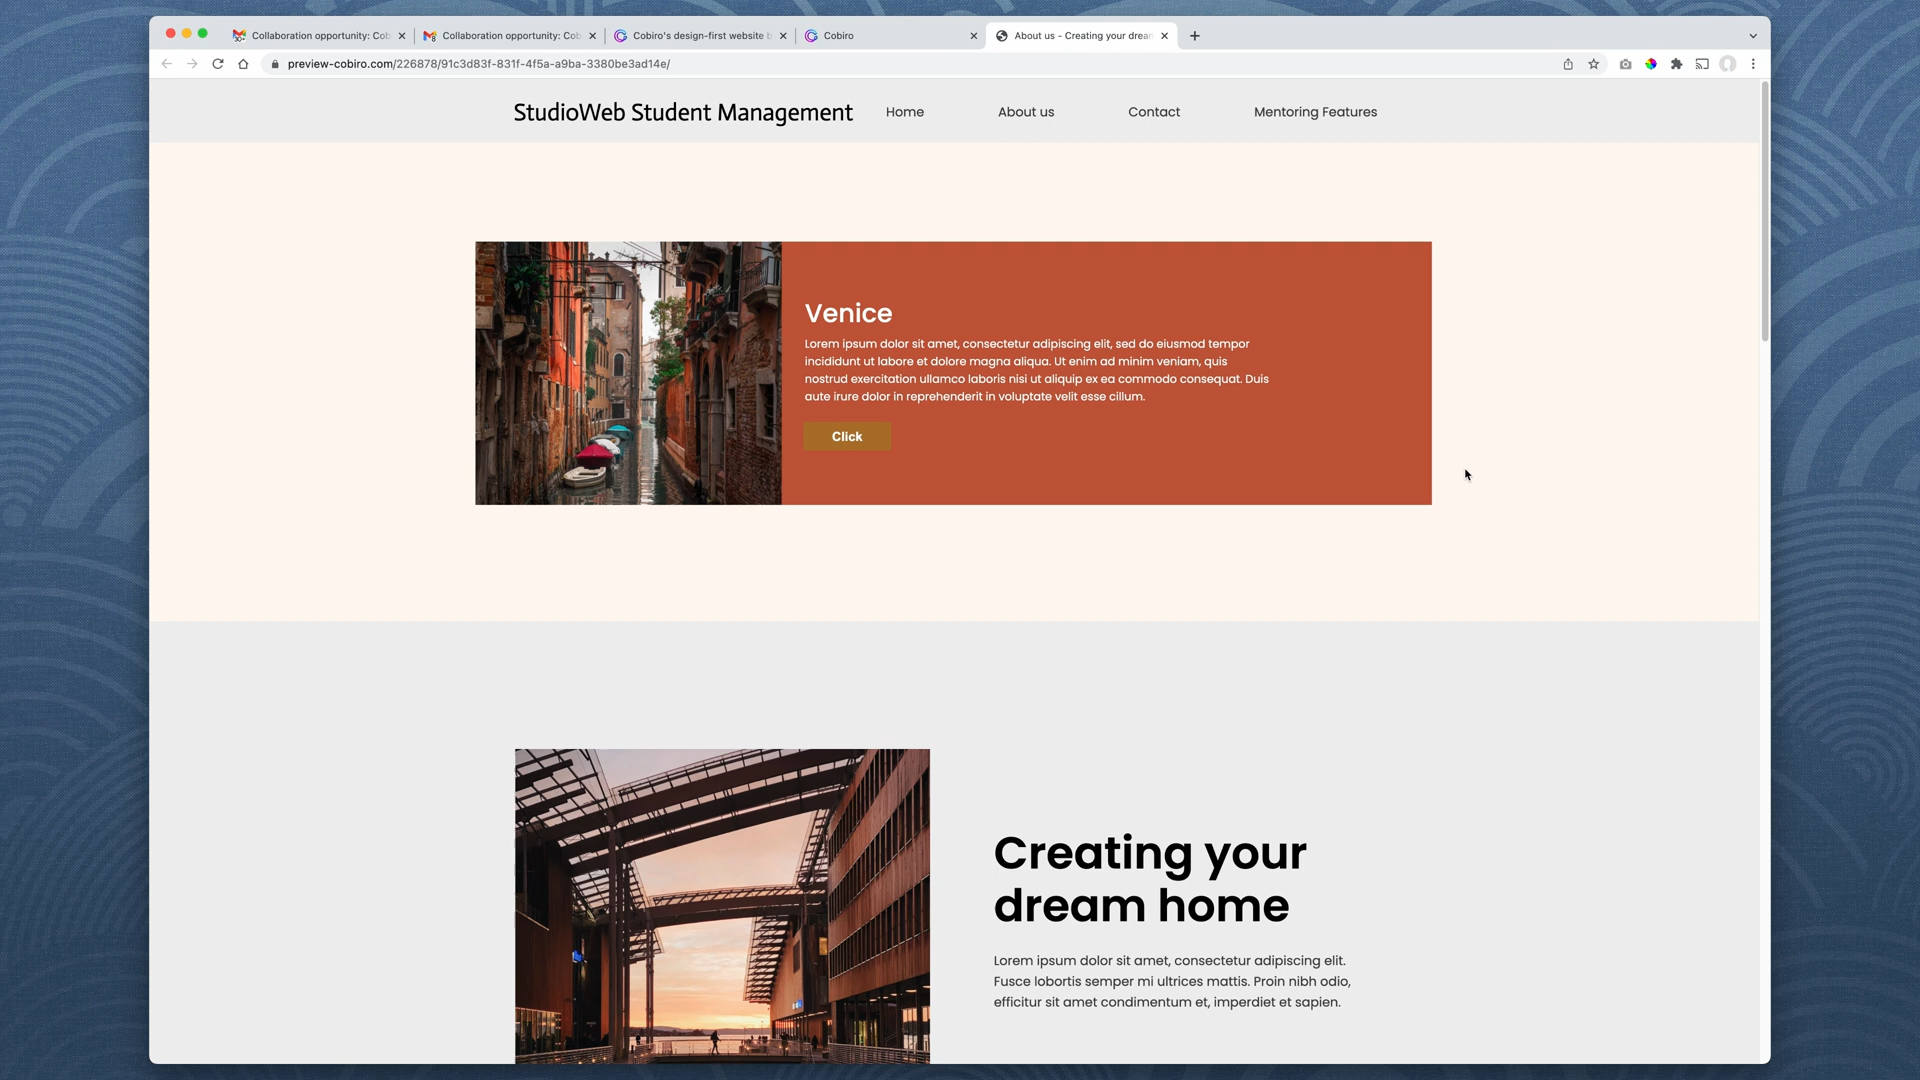 Collaboration opportunity: Cob
Collaboration opportunity: Cob
Cobiro's design-first website b
Cobiro
About us - Creating your drean
preview-cobiro.com/226878/91c3d83f-831f-4f5a-a9ba-3380be3ad14e/
StudioWeb Student Management
Home
About us
Contact
Mentoring Features
Venice
Lorem ipsum dolor sit amet, consectetur adipiscing elit, sed do eiusmod tempor
incididunt ut labore et dolore magna aliqua. Ut enim ad minim veniam, quis
nostrud exercitation ullamco laboris nisi ut aliquip ex ea commodo consequat. Duis
aute irure dolor in reprehenderit in voluptate velit esse cillum.
Click
Creating your
dream home
Lorem ipsum dolor sit amet, consectetur adipiscing elit.
Fusce lobortis semper mi ultrices mattis. Proin nibh odio,
efficitur sit amet condimentum et, imperdiet et sapien.